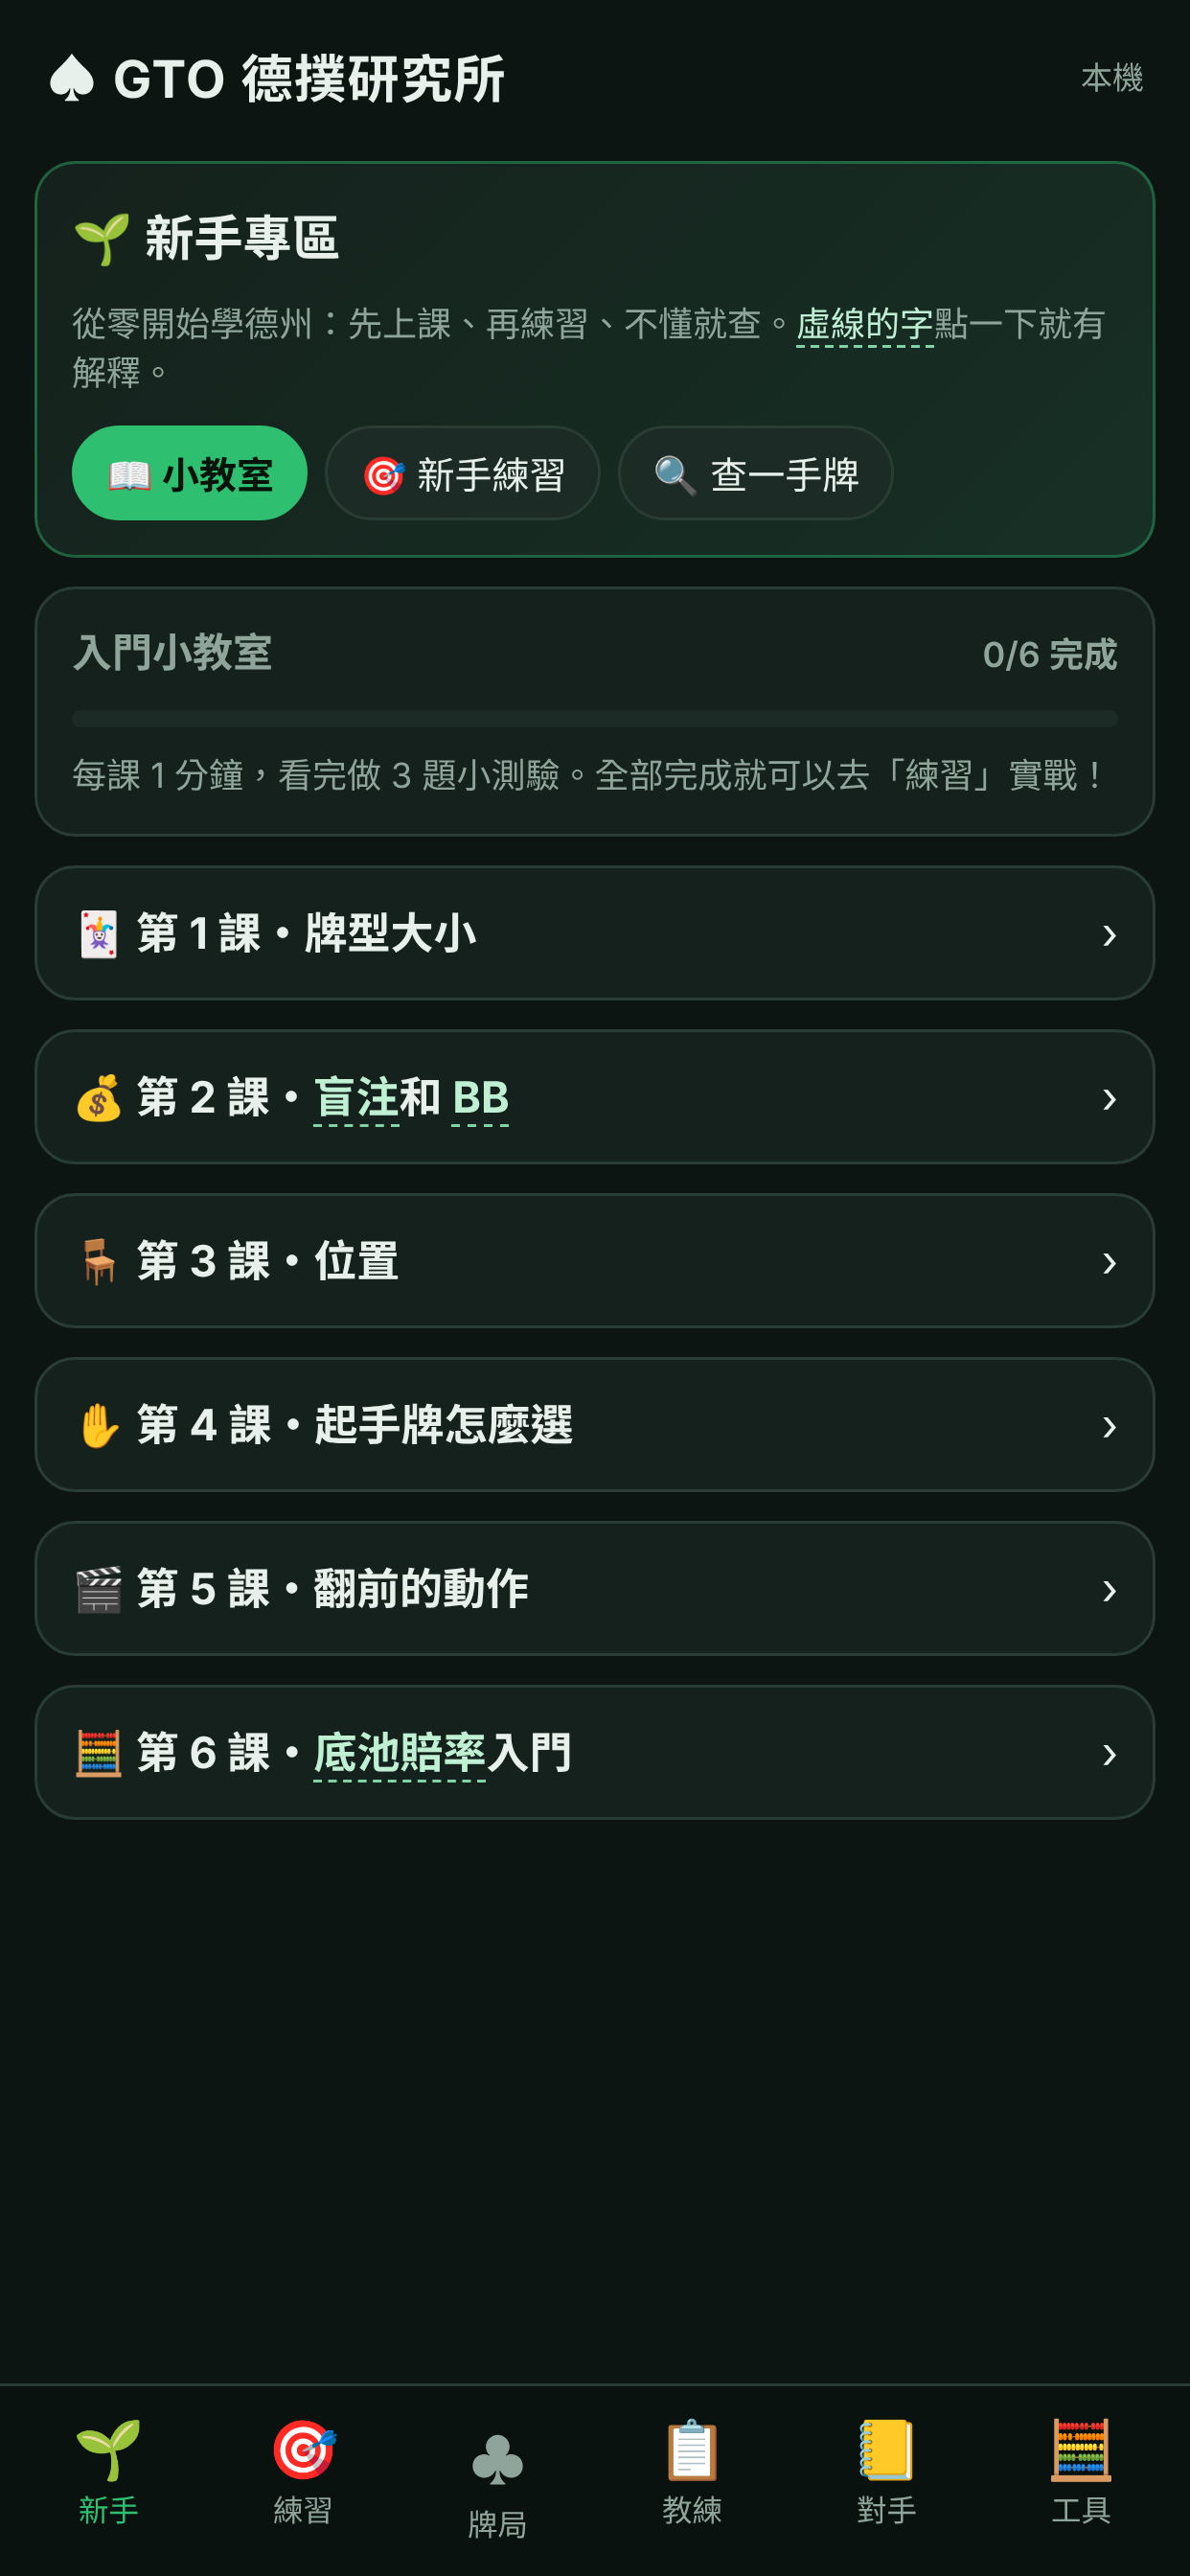 ♠ GTO 德撲研究所
本機
🌱 新手專區
從零開始學德州：先上課、再練習、不懂就查。虛線的字點一下就有
解釋。
📖 小教室
🎯 新手練習
🔍 查一手牌
入門小教室
0/6 完成
每課 1 分鐘，看完做 3 題小測驗。全部完成就可以去「練習」實戰！
🃏 第 1 課・牌型大小 ›
💰 第 2 課・盲注和 BB ›
🪑 第 3 課・位置 ›
✋ 第 4 課・起手牌怎麼選 ›
🎬 第 5 課・翻前的動作 ›
🧮 第 6 課・底池賠率入門 ›
新手
練習
牌局
教練
對手
工具